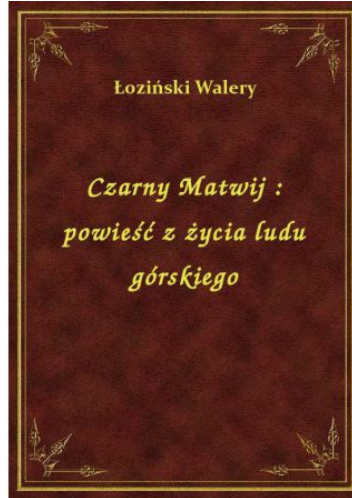 Łoziński Walery
Czarny Matwij :
powieść z życia ludu
górskiego